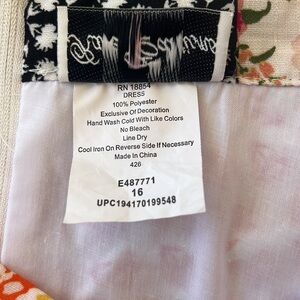 RN 18854
DRESS
100% Polyester
Exclusive Of Decoration
Hand Wash Cold With Like Colors
No Bleach
Line Dry
Cool Iron On Reverse Side If Necessary
Made In China
426
E487771
16
UPC194170199548